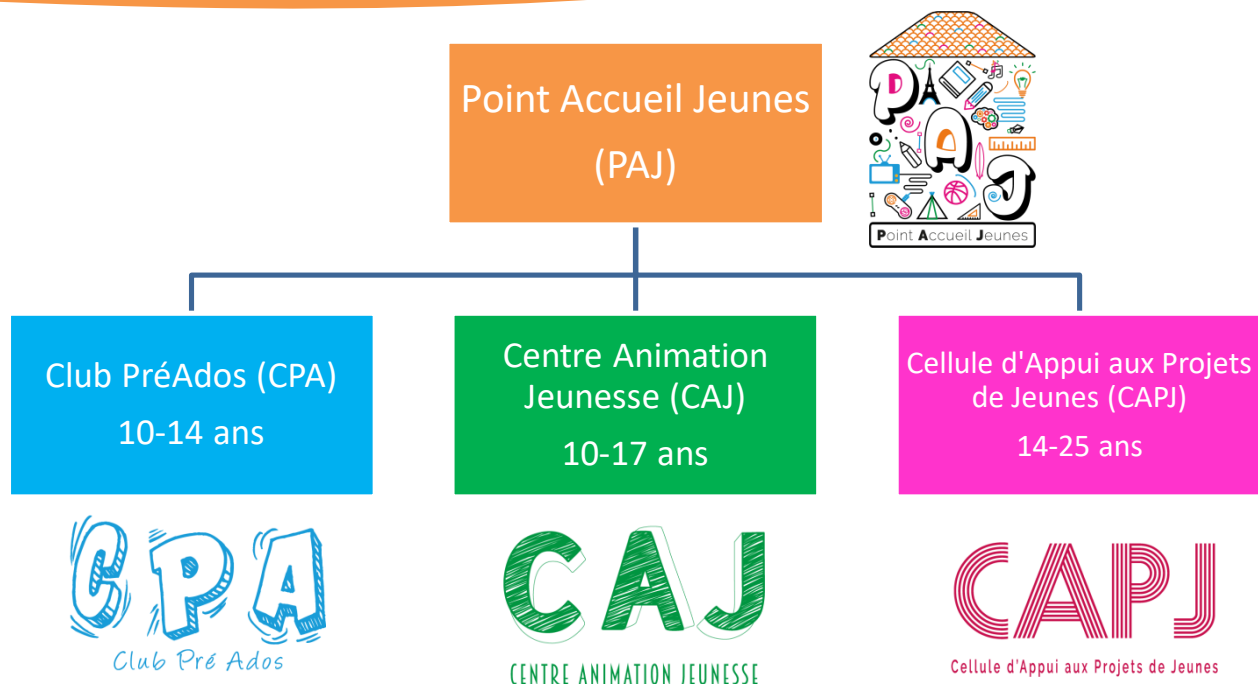 Point Accueil Jeunes
(PAJ)
P A J
Point Accueil Jeunes
Club PréAdos (CPA)
10-14 ans
Centre Animation
Jeunesse (CAJ)
10-17 ans
Cellule d'Appui aux Projets
de Jeunes (CAPJ)
14-25 ans
CPA
Club Pré Ados
CAJ
CENTRE ANIMATION JEUNESSE
CAPJ
Cellule d'Appui aux Projets de Jeunes